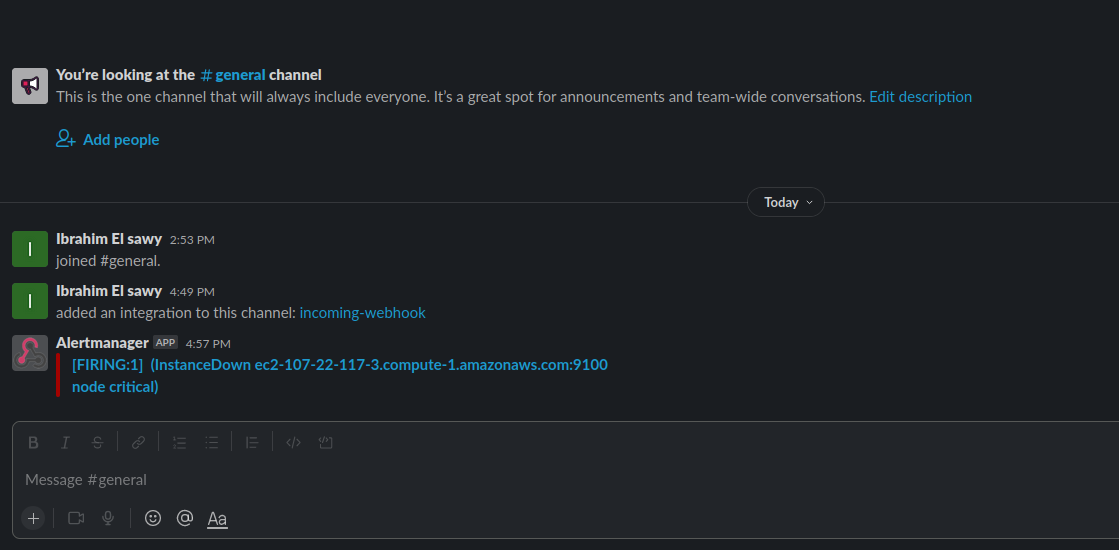 You're looking at the # general channel
This is the one channel that will always include everyone. It's a great spot for announcements and team-wide conversations. Edit description
Add people
Today
I
Ibrahim El sawy 2:53 PM
joined #general.
I
Ibrahim El sawy 4:49 PM
added an integration to this channel: incoming-webhook
Alertmanager APP 4:57 PM
[FIRING:1] (InstanceDown ec2-107-22-117-3.compute-1.amazonaws.com:9100
node critical)
B I S
Message #general
Aa